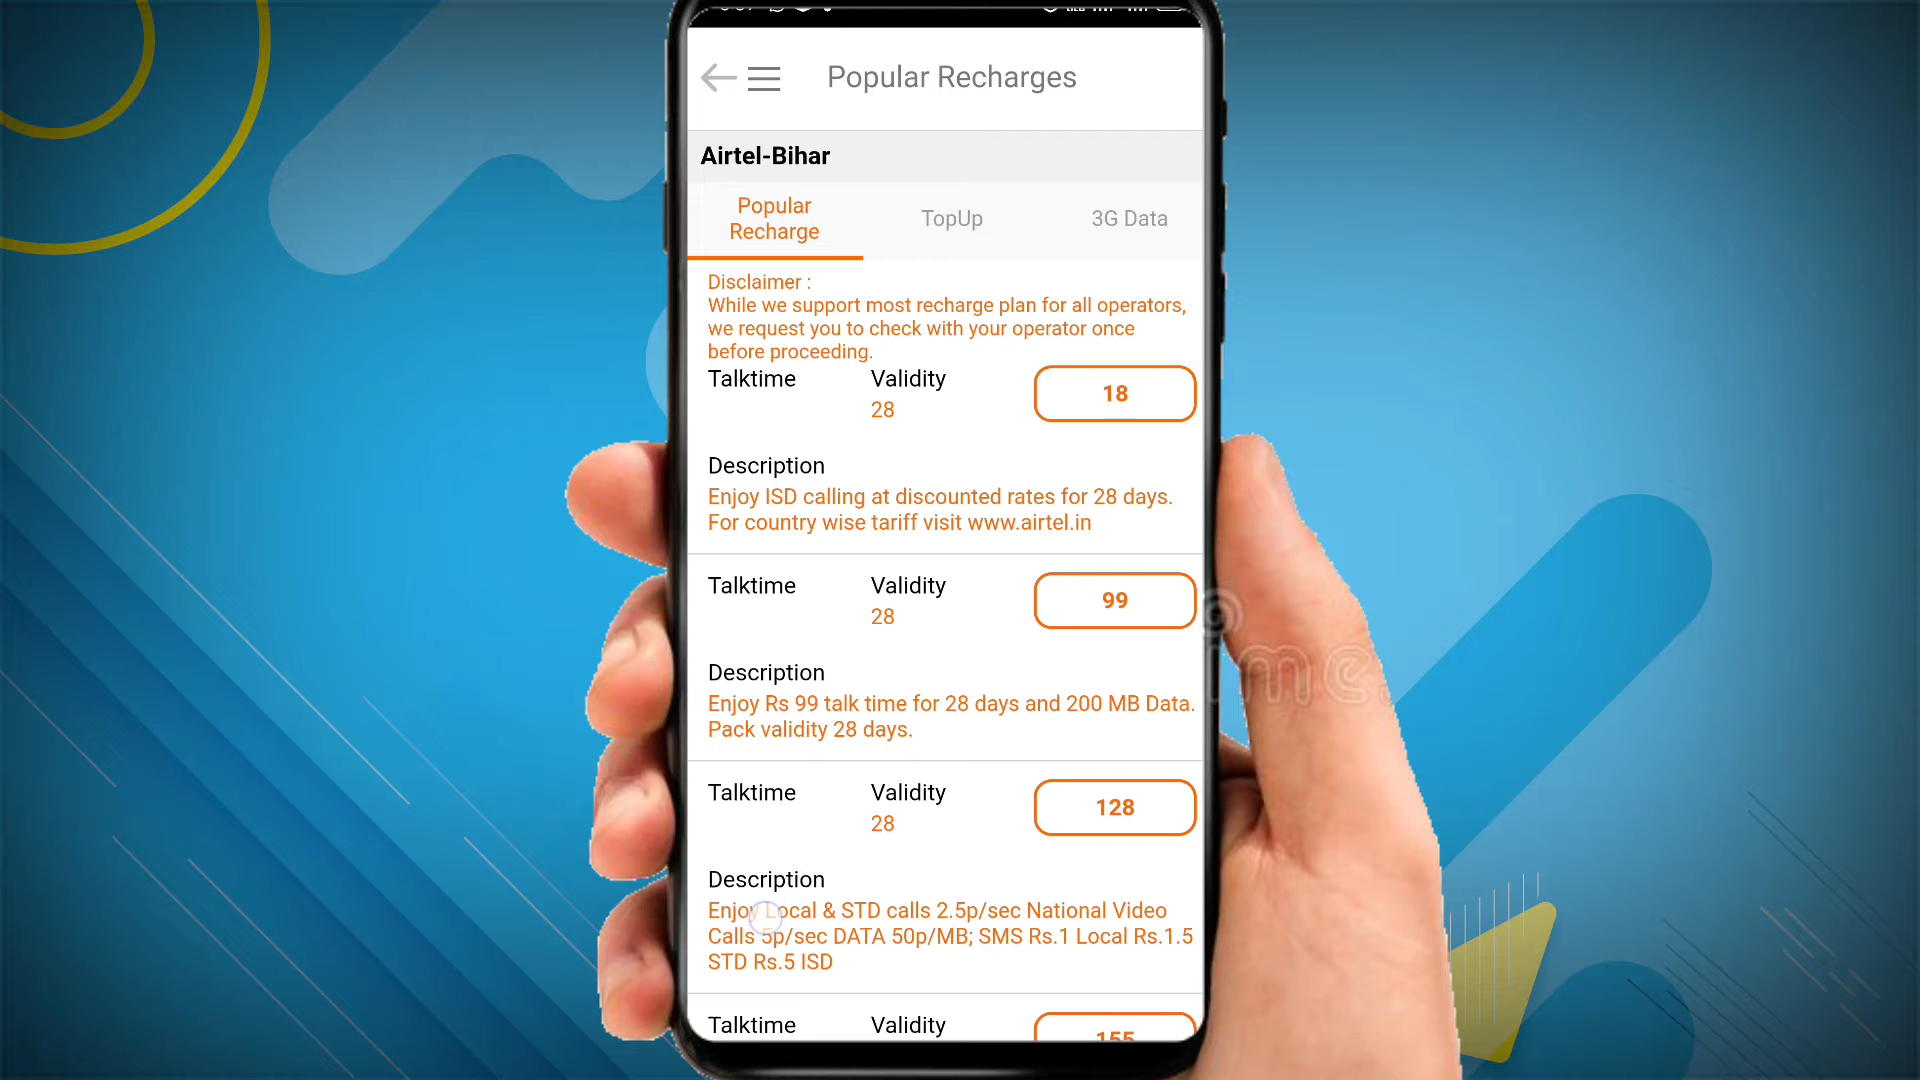 Popular Recharges
Airtel-Bihar
Popular
Recharge
TopUp
3G Data
Disclaimer :
While we support most recharge plan for all operators,
we request you to check with your operator once
before proceeding.
Talktime Validity 18
28
Description
Enjoy ISD calling at discounted rates for 28 days.
For country wise tariff visit www.airtel.in
Talktime Validity 99
28
Description
Enjoy Rs 99 talk time for 28 days and 200 MB Data.
Pack validity 28 days.
Talktime Validity 128
28
Description
Enjoy Local & STD calls 2.5p/sec National Video
Calls 5p/sec DATA 50p/MB; SMS Rs.1 Local Rs.1.5
STD Rs.5 ISD
Talktime Validity 155